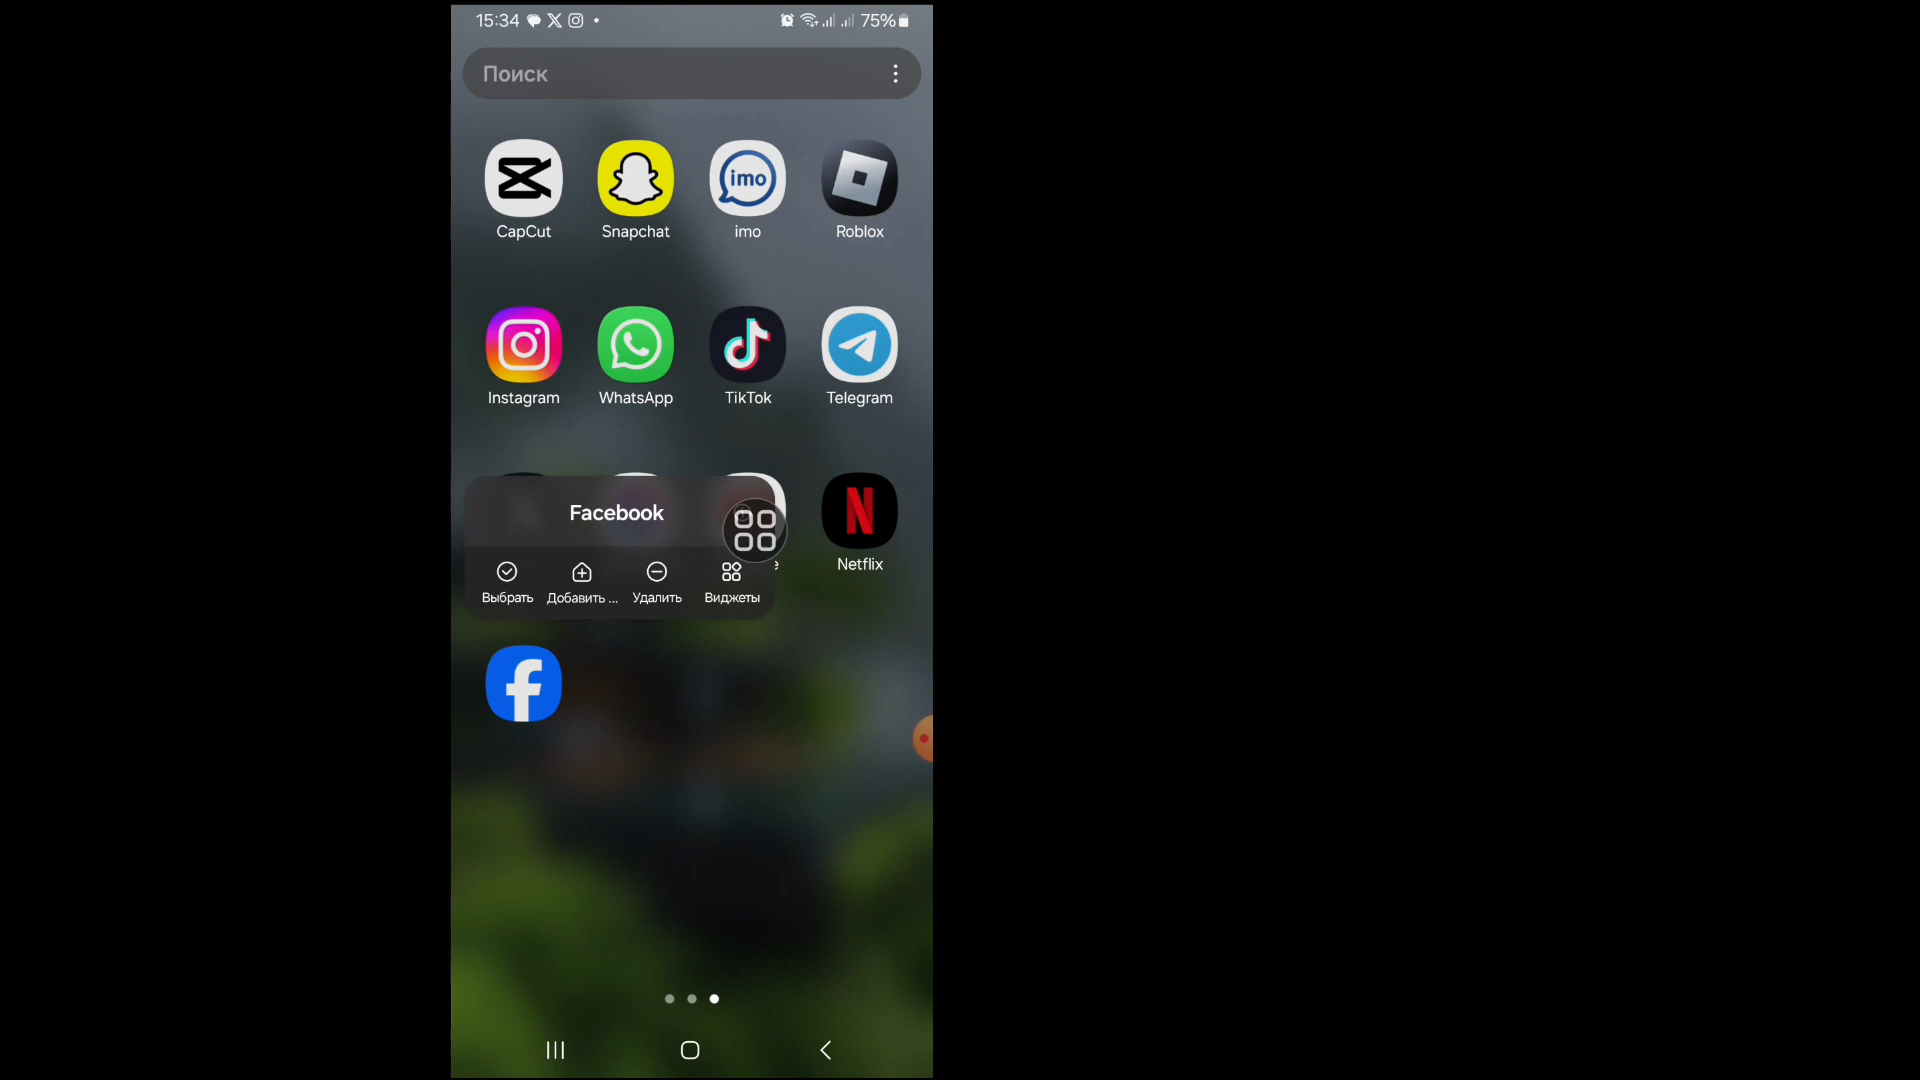 15:34 75%
Поиск
CapCut Snapchat imo Roblox
Instagram WhatsApp TikTok Telegram
Facebook
Netflix
Выбрать Добавить ... Удалить Виджеты